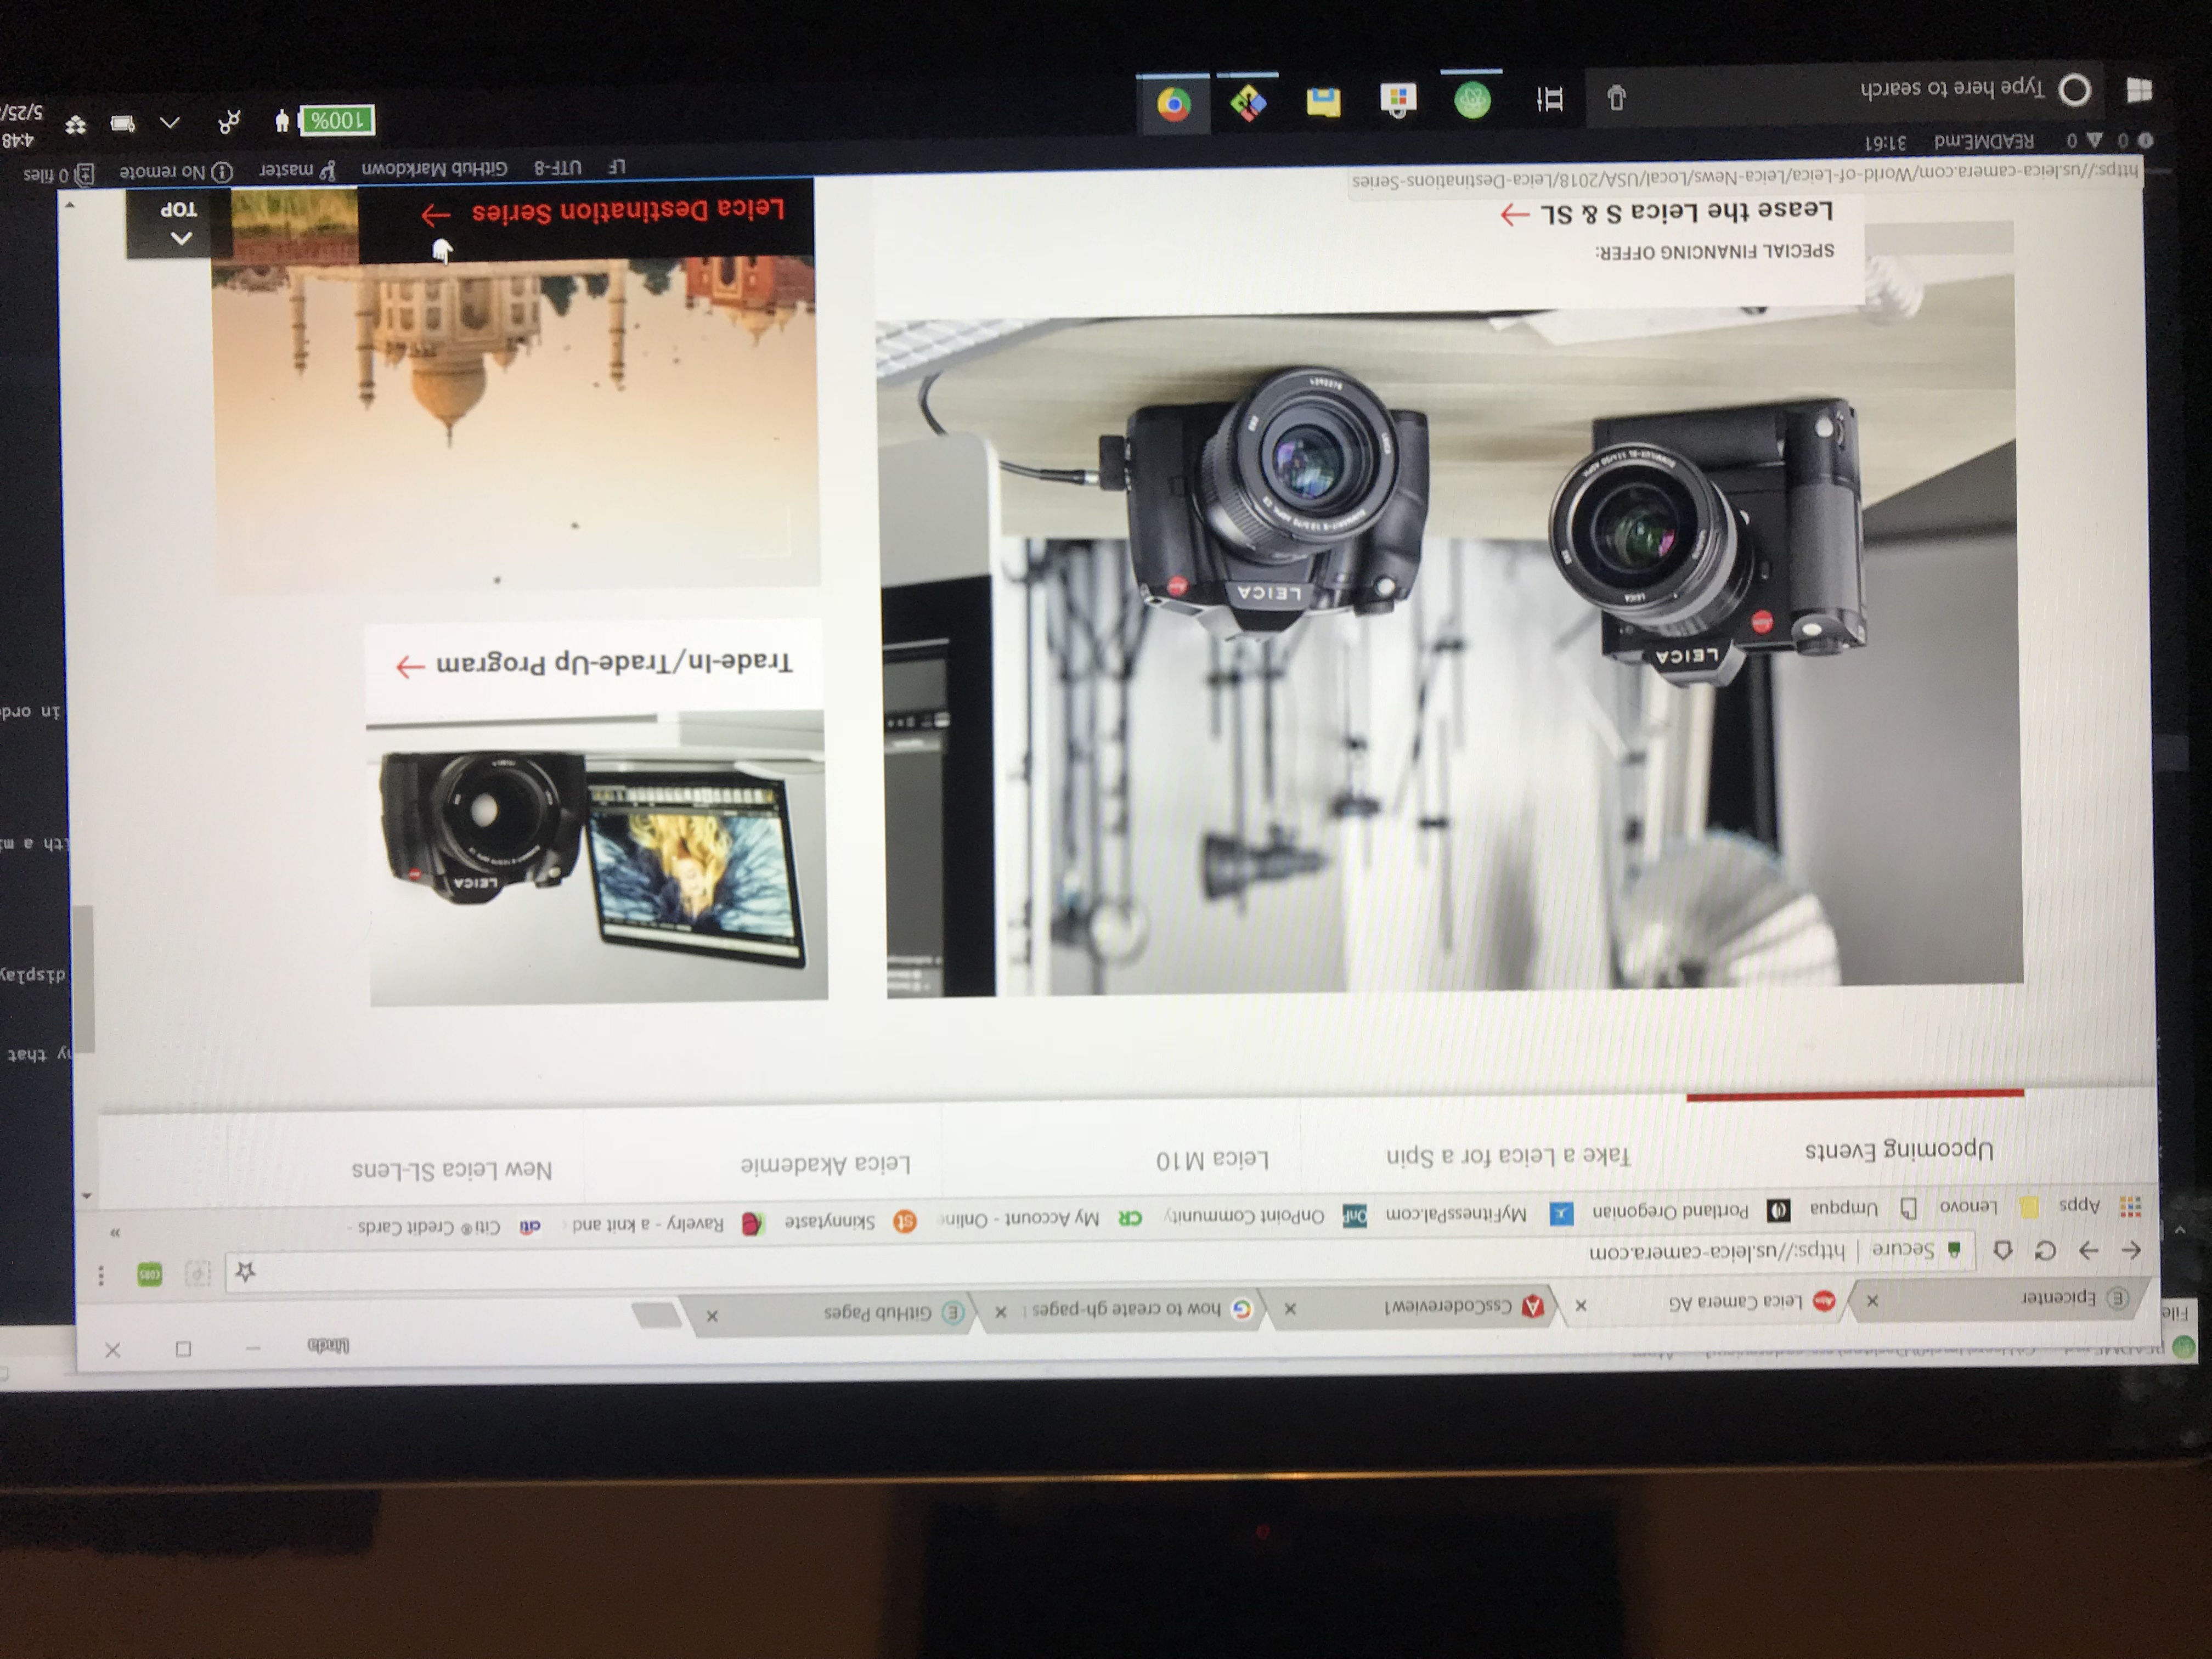 Linda
File
Epicenter
Leica Camera AG
CssCodereview1
how to create gh-pages
GitHub Pages
Secure
https://us.leica-camera.com
CORS
Apps
Lenovo
Umpqua
Portland Oregonian
MyFitnessPal.com
OnPoint Community
CR
My Account - Onlin
st
Skinnytaste
Ravelry - a knit and
citi
Citi® Credit Cards -
Upcoming Events
Take a Leica for a Spin
Leica M10
Leica Akademie
New Leica SL-Lens
y that
display
ith a mi
in ord
LEICA
LEICA
LEICA
Trade-In/Trade-Up Program
SPECIAL FINANCING OFFER:
Lease the Leica S & SL
Leica Destination Series
TOP
https://us.leica-camera.com/World-of-Leica/Leica-News/Local/USA/2018/Leica-Destinations-Series
LF UTF-8 GitHub Markdown master No remote 0 files
0 0 README.md 31:61
Type here to search
100%
4:48
5/25/